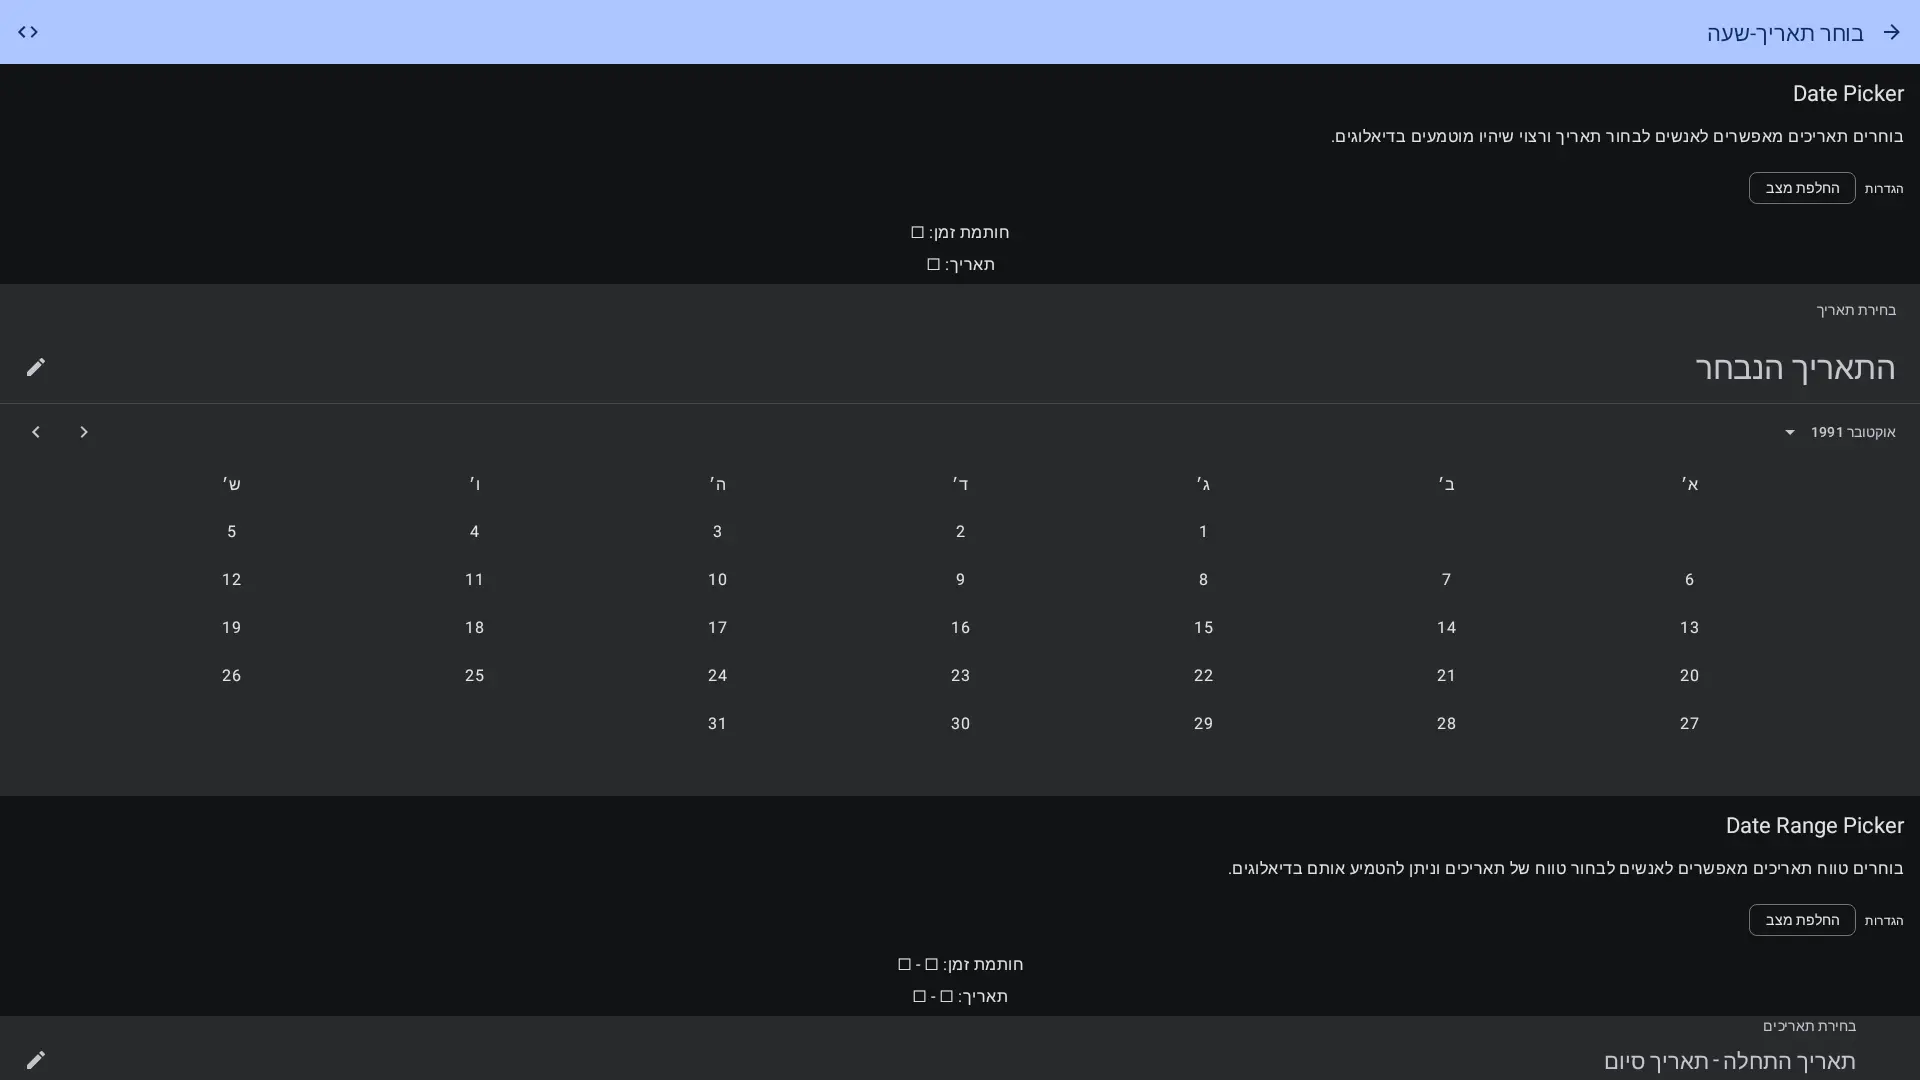 בוחר תאריך-שעה
Date Picker
בוחרים תאריכים מאפשרים לאנשים לבחור תאריך ורצוי שיהיו מוטמעים בדיאלוגים.
הגדרות החלפת מצב
חותמת זמן: ☐
תאריך: ☐
בחירת תאריך
התאריך הנבחר
אוקטובר 1991
א׳ ב׳ ג׳ ד׳ ה׳ ו׳ ש׳
1 2 3 4 5
6 7 8 9 10 11 12
13 14 15 16 17 18 19
20 21 22 23 24 25 26
27 28 29 30 31
Date Range Picker
בוחרים טווח תאריכים מאפשרים לאנשים לבחור טווח של תאריכים וניתן להטמיע אותם בדיאלוגים.
הגדרות החלפת מצב
חותמת זמן: ☐ - ☐
תאריך: ☐ - ☐
בחירת תאריכים
תאריך התחלה - תאריך סיום